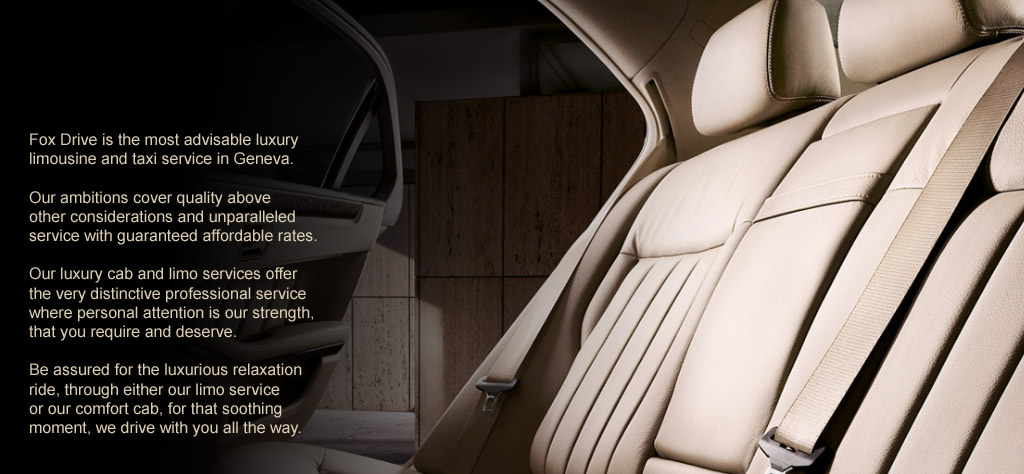 Fox Drive is the most advisable luxury
limousine and taxi service in Geneva.
Our ambitions cover quality above
other considerations and unparalleled
service with guaranteed affordable rates.
Our luxury cab and limo services offer
the very distinctive professional service
where personal attention is our strength,
that you require and deserve.
Be assured for the luxurious relaxation
ride, through either our limo service
or our comfort cab, for that soothing
moment, we drive with you all the way.